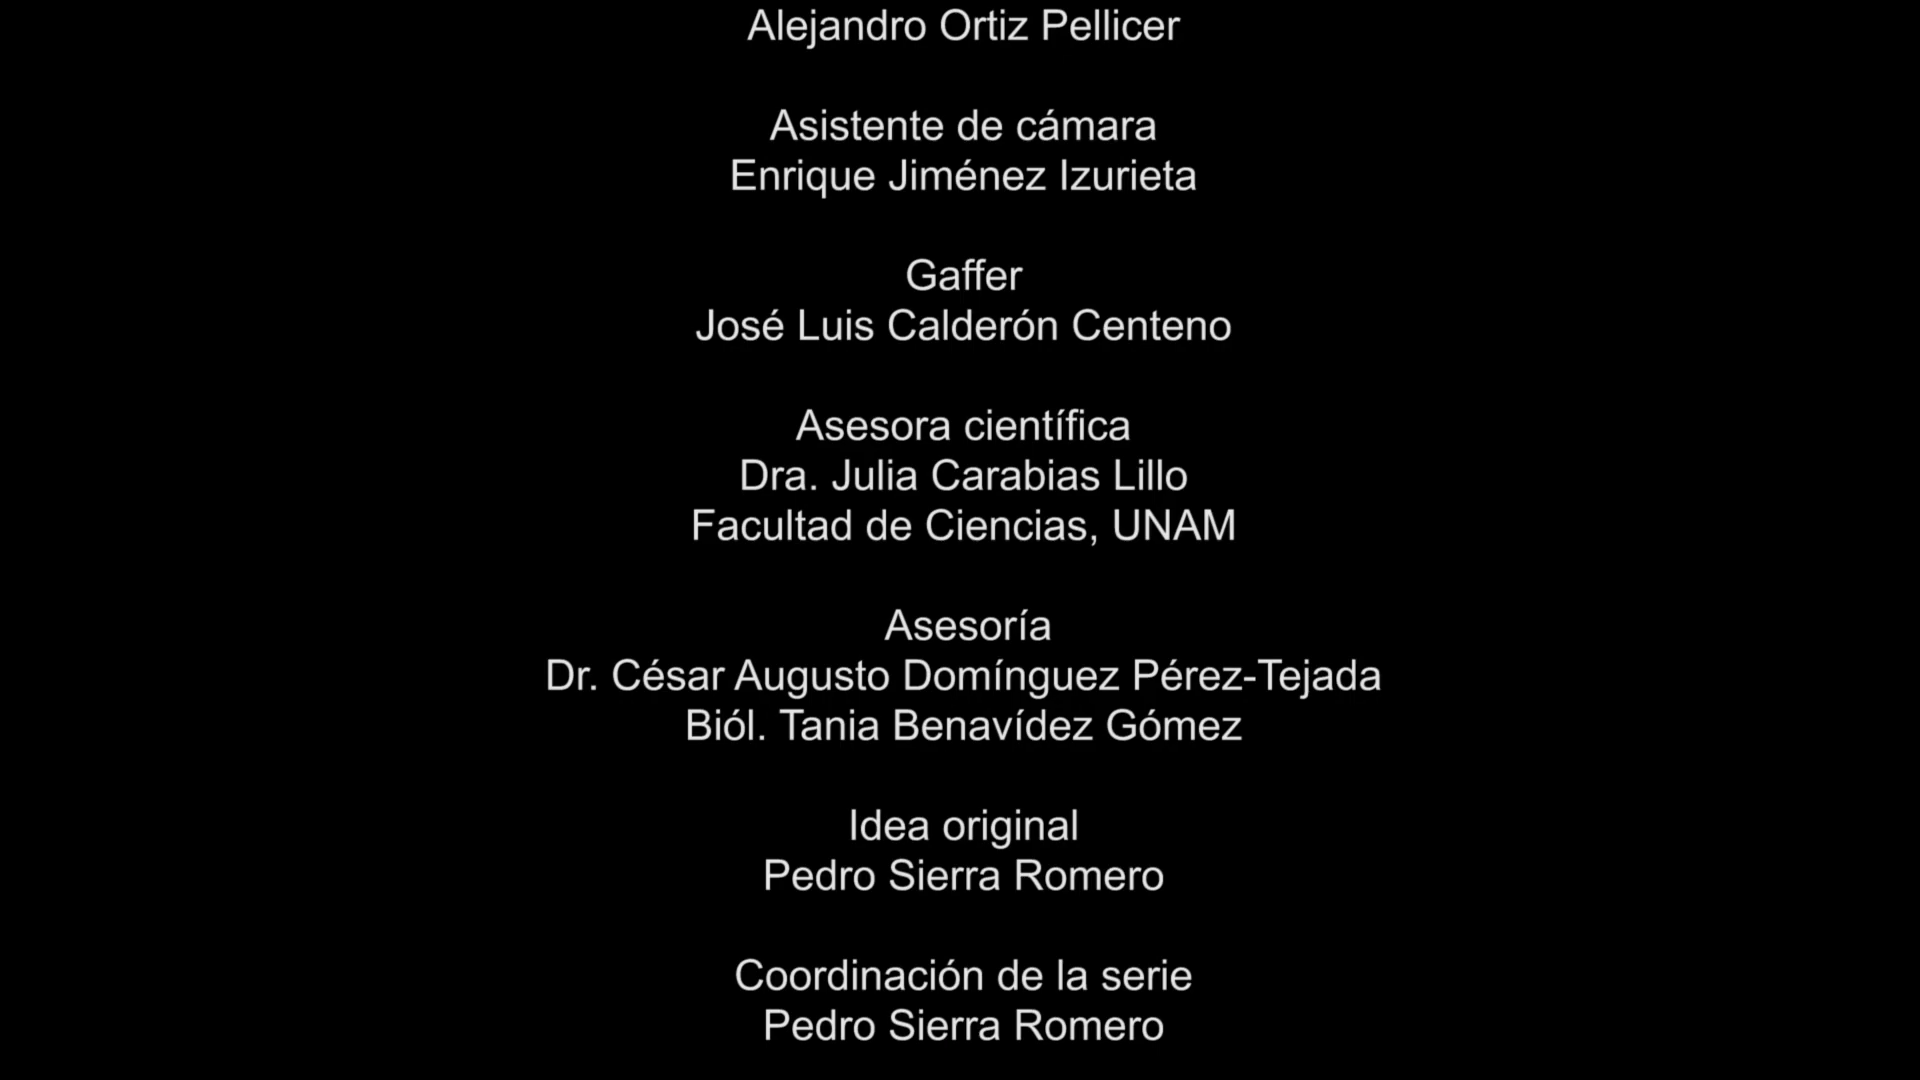 Alejandro Ortiz Pellicer
Asistente de cámara
Enrique Jiménez Izurieta
Gaffer
José Luis Calderón Centeno
Asesora científica
Dra. Julia Carabias Lillo
Facultad de Ciencias, UNAM
Asesoría
Dr. César Augusto Domínguez Pérez-Tejada
Biól. Tania Benavídez Gómez
Idea original
Pedro Sierra Romero
Coordinación de la serie
Pedro Sierra Romero